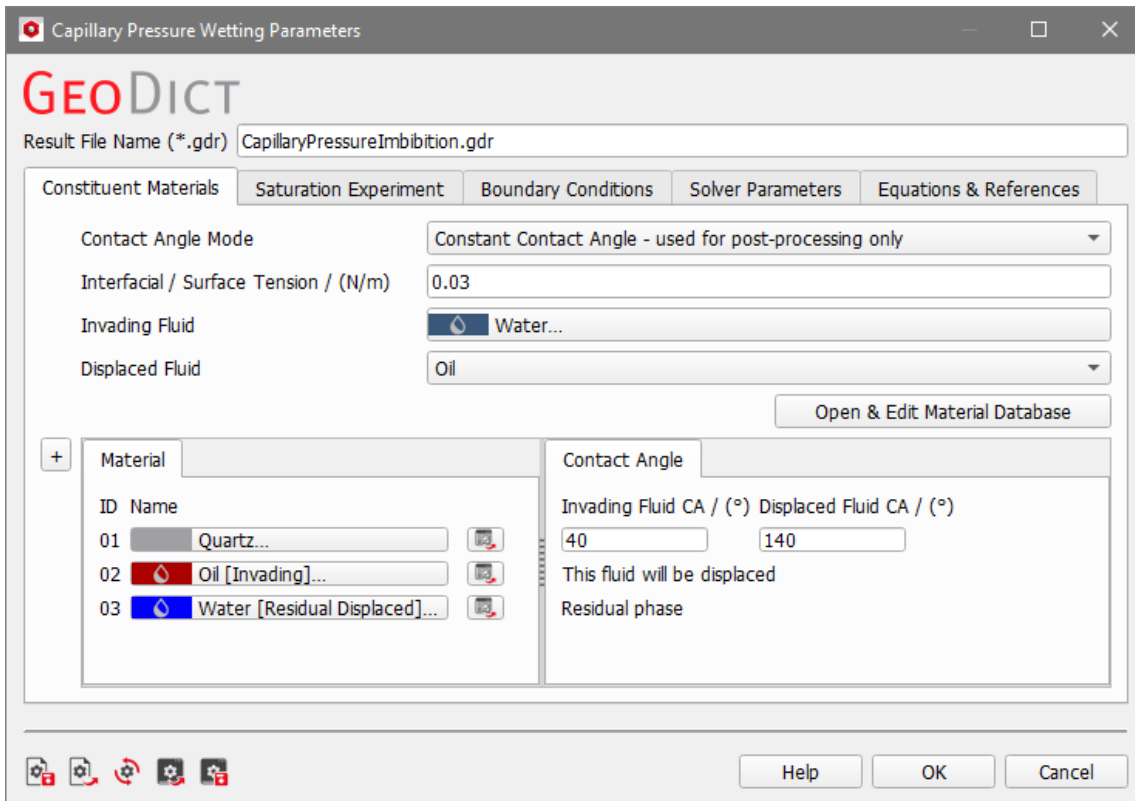 Capillary Pressure Wetting Parameters
GEODICT
Result File Name (*.gdr) CapillaryPressureImbibition.gdr
Constituent Materials Saturation Experiment Boundary Conditions Solver Parameters Equations & References
Contact Angle Mode Constant Contact Angle - used for post-processing only
Interfacial / Surface Tension / (N/m) 0.03
Invading Fluid Water...
Displaced Fluid Oil
Open & Edit Material Database
+ Material Contact Angle
ID Name Invading Fluid CA / (°) Displaced Fluid CA / (°)
01 Quartz... 40 140
02 Oil [Invading]... This fluid will be displaced
03 Water [Residual Displaced]... Residual phase
Help OK Cancel